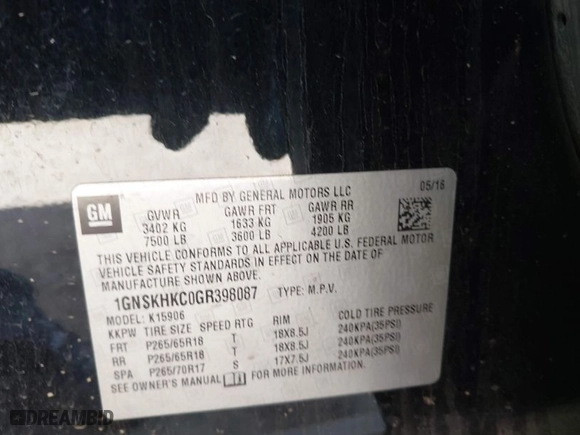 GM
MFD BY GENERAL MOTORS LLC 05/16
GVWR GAWR FRT GAWR RR
3402 KG 1633 KG 1905 KG
7500 LB 3600 LB 4200 LB
THIS VEHICLE CONFORMS TO ALL APPLICABLE U.S. FEDERAL MOTOR
VEHICLE SAFETY STANDARDS IN EFFECT ON THE DATE OF
MANUFACTURE SHOWN ABOVE.
1GNSKHKC0GR398087 TYPE: M.P.V.
MODEL: K15906
KKPW TIRE SIZE SPEED RTG RIM COLD TIRE PRESSURE
FRT P265/65R18 T 18X8.5J 240KPA(35PSI)
RR P265/65R18 T 18X8.5J 240KPA(35PSI)
SPA P265/70R17 S 17X7.5J 240KPA(35PSI)
SEE OWNER'S MANUAL FOR MORE INFORMATION.
DREAMBID